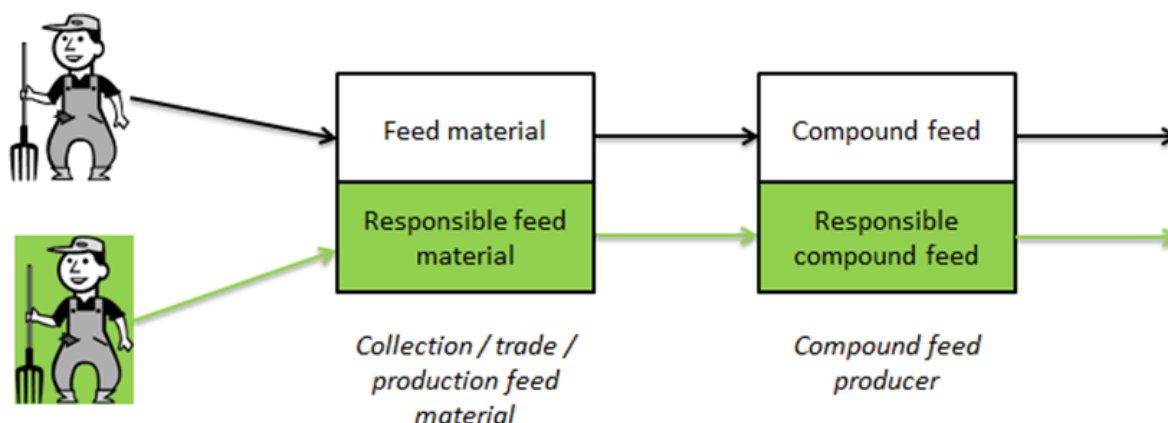 Feed material
Compound feed
Responsible feed
material
Responsible
compound feed
Collection / trade /
production feed
material
Compound feed
producer